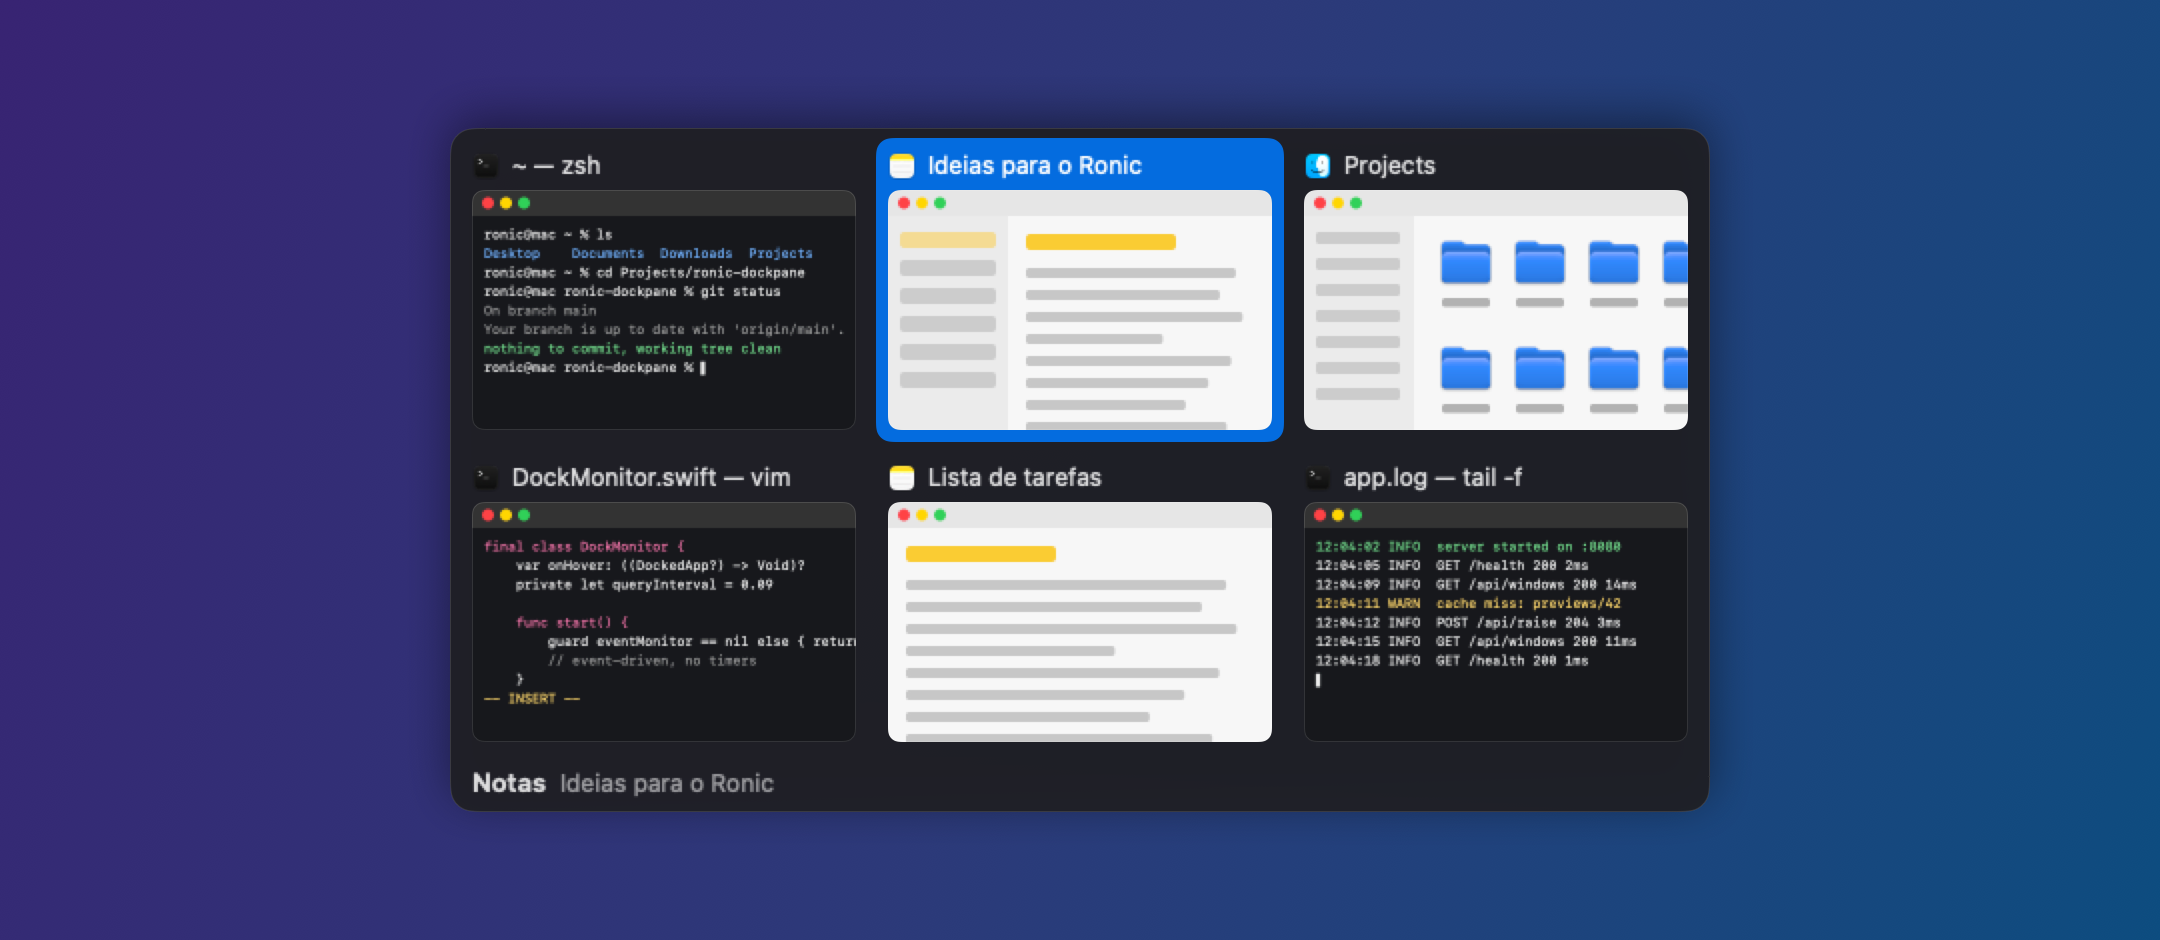 ~ — zsh
ronic@mac ~ % ls
Desktop    Documents  Downloads  Projects
ronic@mac ~ % cd Projects/ronic-dockpane
ronic@mac ronic-dockpane % git status
On branch main
Your branch is up to date with 'origin/main'.
nothing to commit, working tree clean
ronic@mac ronic-dockpane %
Ideias para o Ronic
Projects
DockMonitor.swift — vim
final class DockMonitor {
    var onHover: ((DockedApp?) -> Void)?
    private let queryInterval = 0.09
    func start() {
        guard eventMonitor == nil else { return
        // event-driven, no timers
    }
-- INSERT --
Lista de tarefas
app.log — tail -f
12:04:02 INFO  server started on :8080
12:04:05 INFO  GET /health 200 2ms
12:04:09 INFO  GET /api/windows 200 14ms
12:04:11 WARN  cache miss: previews/42
12:04:12 INFO  POST /api/raise 204 3ms
12:04:15 INFO  GET /api/windows 200 11ms
12:04:18 INFO  GET /health 200 1ms
Notas Ideias para o Ronic